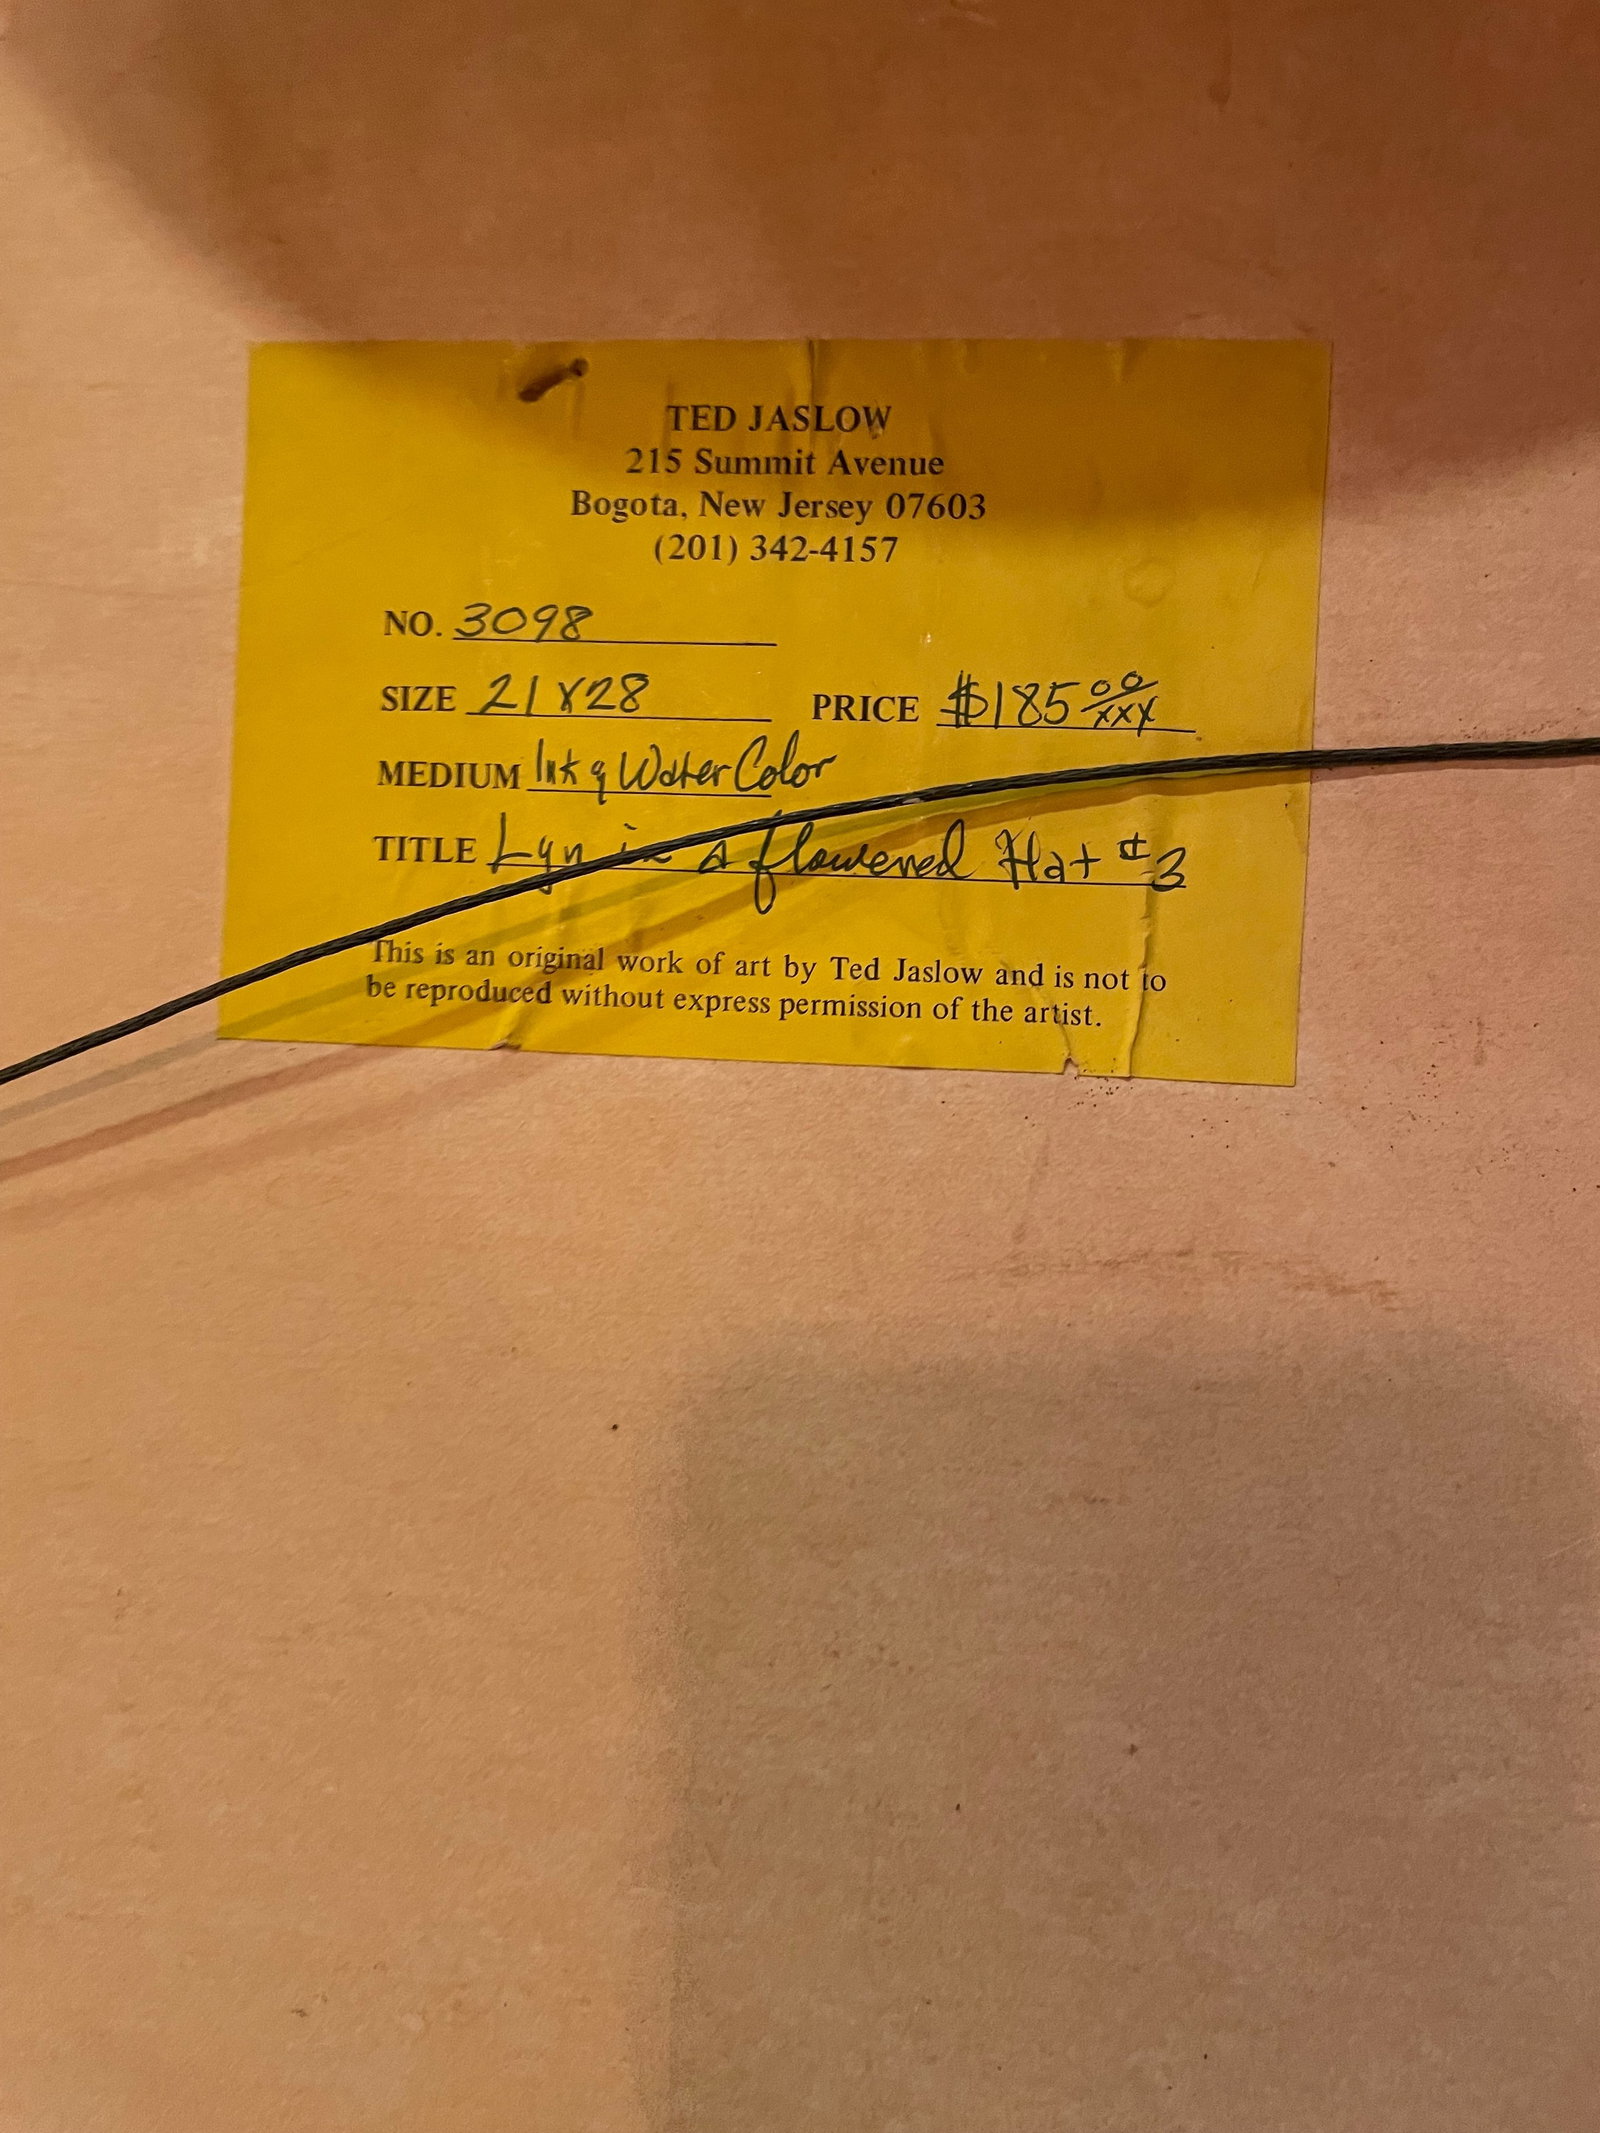 TED JASLOW
215 Summit Avenue
Bogota, New Jersey 07603
(201) 342-4157
NO. 3098
SIZE 21 x 28 PRICE $185 00/xxx
MEDIUM Ink & Water Color
TITLE Lyn in A flowered Hat #3
This is an original work of art by Ted Jaslow and is not to
be reproduced without express permission of the artist.